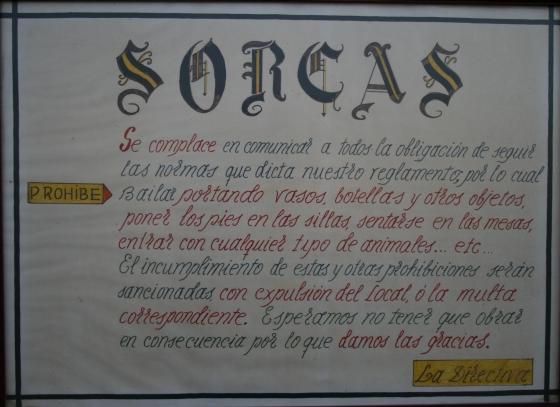 SORCAS
Se complace en comunicar a todos la obligación de seguir
las normas que dicta nuestro reglamento, por lo cual
PROHIBE Bailar portando vasos, botellas y otros objetos,
poner los pies en las sillas, sentarse en las mesas,
entrar con cualquier tipo de animales... etc...
El incumplimiento de estas y otras prohibiciones serán
sancionadas con expulsión del local, ó la multa
correspondiente. Esperamos no tener que obrar
en consecuencia por lo que damos las gracias.
La Directiva